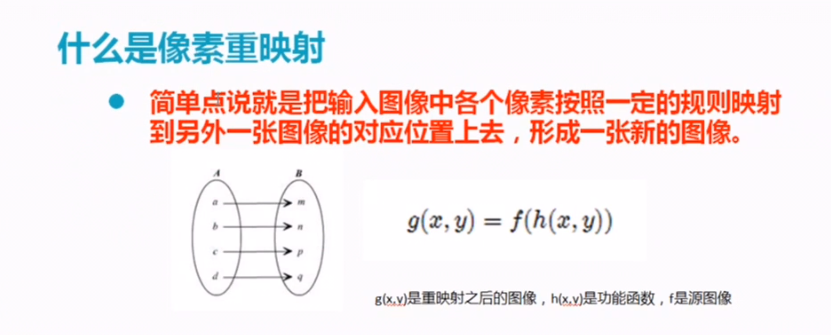 什么是像素重映射
简单点说就是把输入图像中各个像素按照一定的规则映射
到另外一张图像的对应位置上去，形成一张新的图像。
A B
a m
b n
c p
d q
g(x, y) = f(h(x, y))
g(x,y)是重映射之后的图像，h(x,y)是功能函数，f是源图像